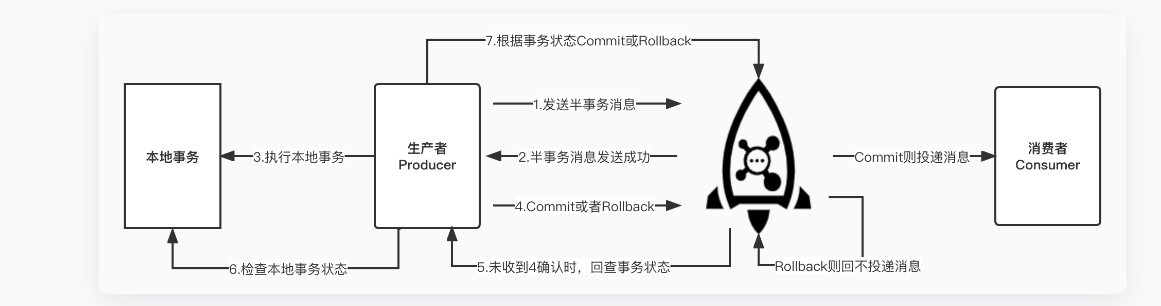 7.根据事务状态Commit或Rollback
1.发送半事务消息
本地事务
3.执行本地事务
生产者
Producer
2.半事务消息发送成功
Commit则投递消息
消费者
Consumer
4.Commit或者Rollback
6.检查本地事务状态
5.未收到4确认时，回查事务状态
Rollback则回不投递消息